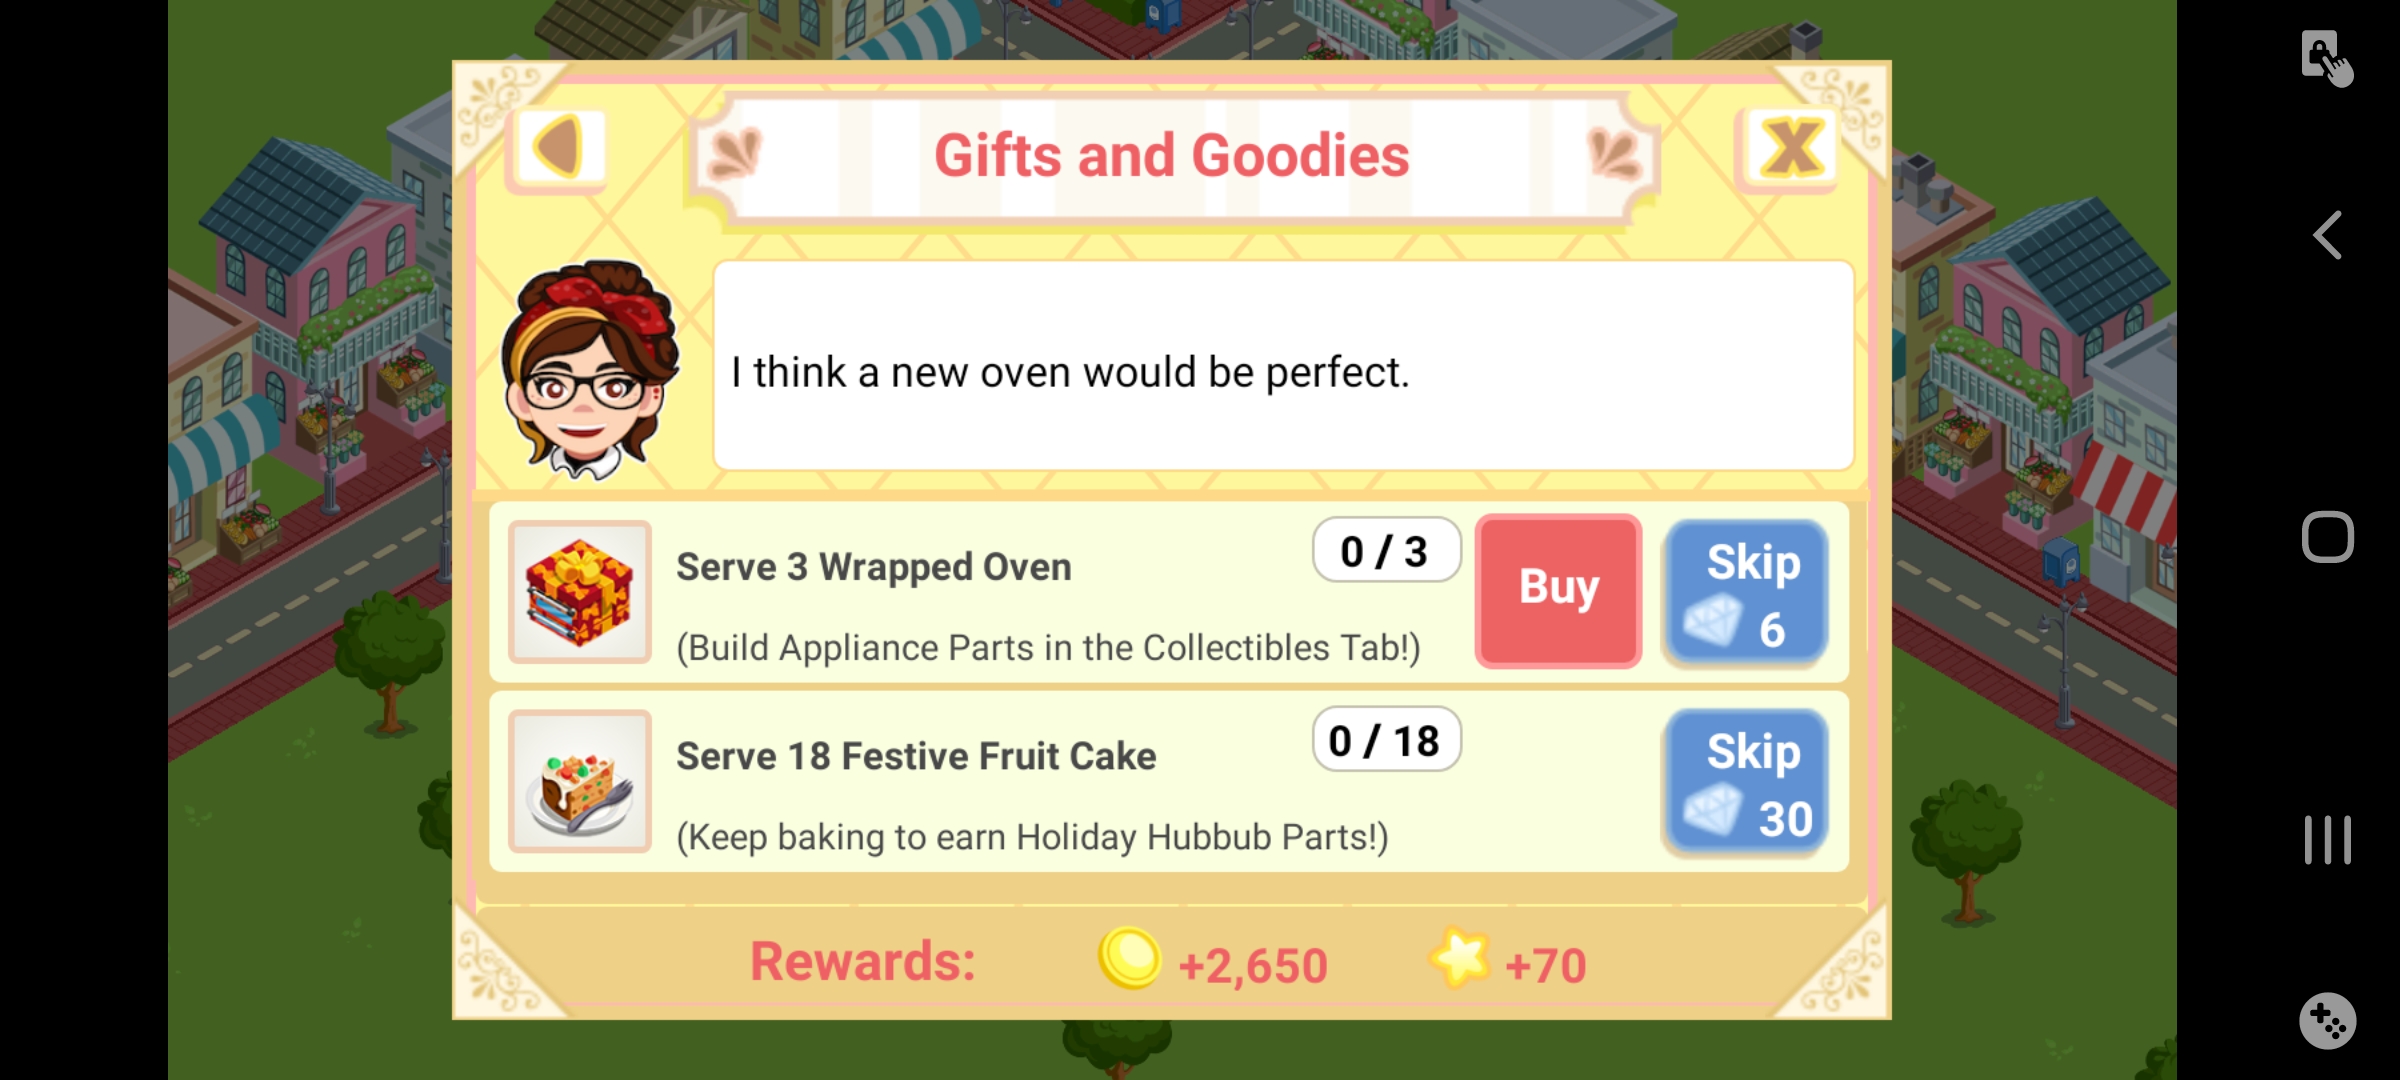 Gifts and Goodies
I think a new oven would be perfect.
Serve 3 Wrapped Oven
0 / 3
Buy
Skip
6
(Build Appliance Parts in the Collectibles Tab!)
Serve 18 Festive Fruit Cake
0 / 18
Skip
30
(Keep baking to earn Holiday Hubbub Parts!)
Rewards: +2,650 +70